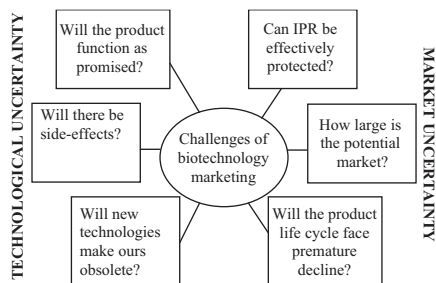 TECHNOLOGICAL UNCERTAINTY
Will the product
function as
promised?
Can IPR be
effectively
protected?
Will there be
side-effects?
Challenges of
biotechnology
marketing
How large is
the potential
market?
Will new
technologies
make ours
obsolete?
Will the product
life cycle face
premature
decline?
MARKET UNCERTAINTY